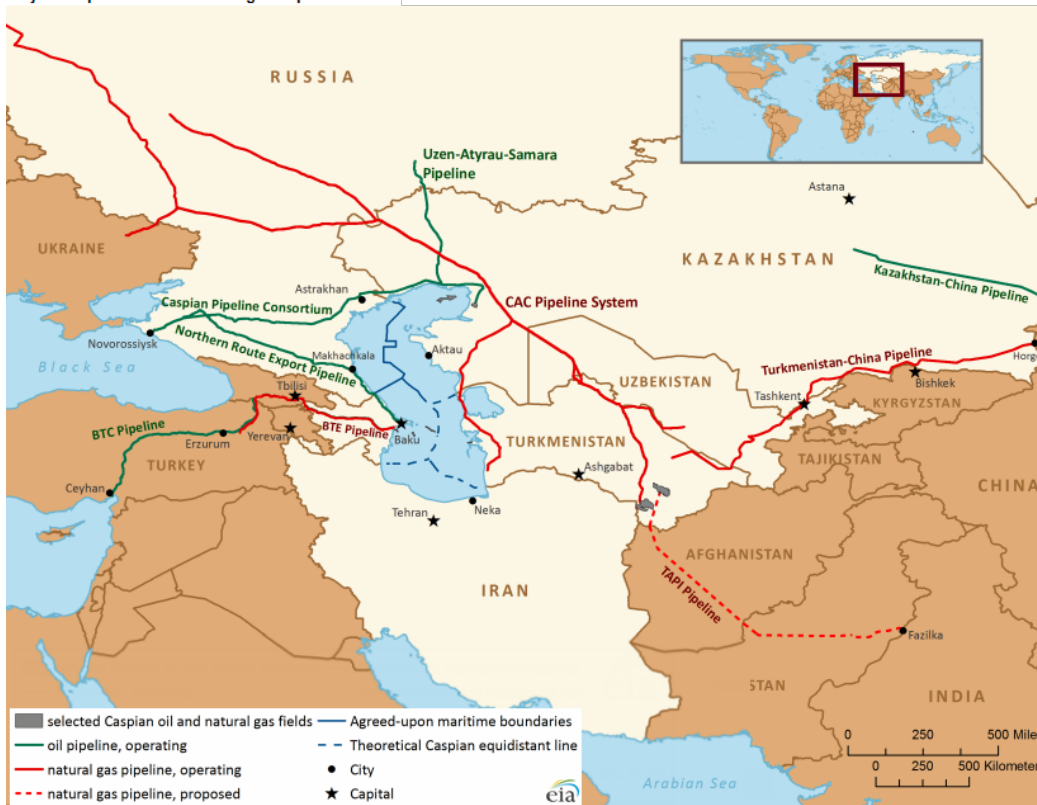 RUSSIA
Uzen-Atyrau-Samara
Pipeline
Astana
UKRAINE
KAZAKHSTAN
Kazakhstan-China Pipeline
Astrakhan
Caspian Pipeline Consortium
CAC Pipeline System
Novorossiysk
Northern Route Export Pipeline
Makhachkala
Aktau
Black Sea
Turkmenistan-China Pipeline
Horgo
Tbilisi
UZBEKISTAN
Bishkek
Tashkent
KYRGYZSTAN
BTC Pipeline
BTE Pipeline
Baku
Erzurum
Yerevan
TURKMENISTAN
TAJIKISTAN
TURKEY
Ashgabat
Ceyhan
CHINA
Neka
Tehran
AFGHANISTAN
TAPI Pipeline
IRAN
Fazilka
STAN
INDIA
selected Caspian oil and natural gas fields
Agreed-upon maritime boundaries
oil pipeline, operating
Theoretical Caspian equidistant line
natural gas pipeline, operating
City
natural gas pipeline, proposed
Capital
eia
Arabian Sea
0 250 500 Mile
0 250 500 Kilometer